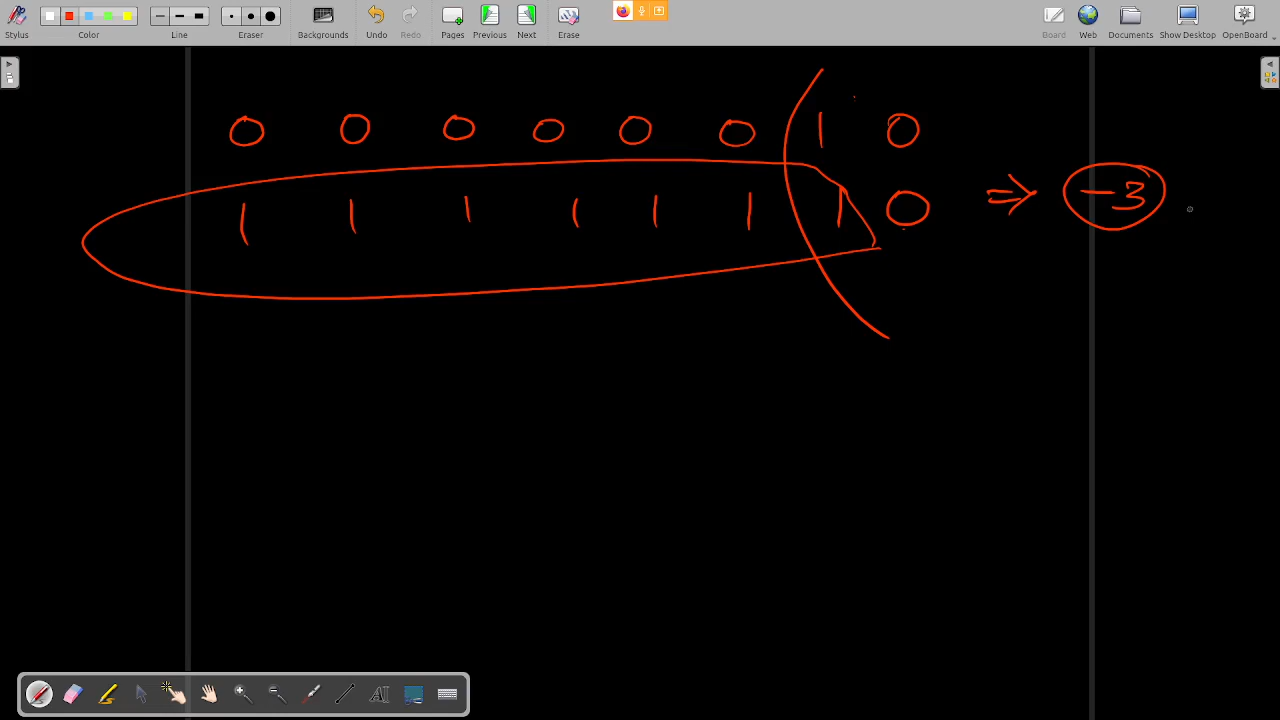 Stylus Color Line Eraser Backgrounds Undo Redo Pages Previous Next Erase Board Web Documents Show Desktop OpenBoard
0 0 0 0 0 0 1 0
1 1 1 1 1 1 1 0 ⇒ -3